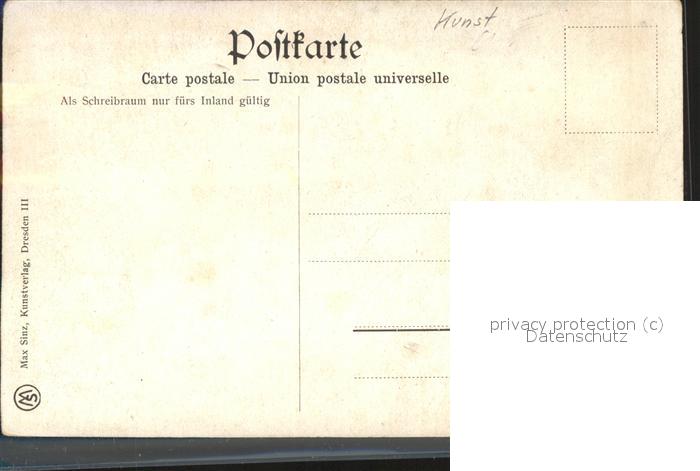 Kunst
Postkarte
Carte postale — Union postale universelle
Als Schreibraum nur fürs Inland gültig
Max Sinz, Kunstverlag, Dresden III
MS
privacy protection (c)
Datenschutz